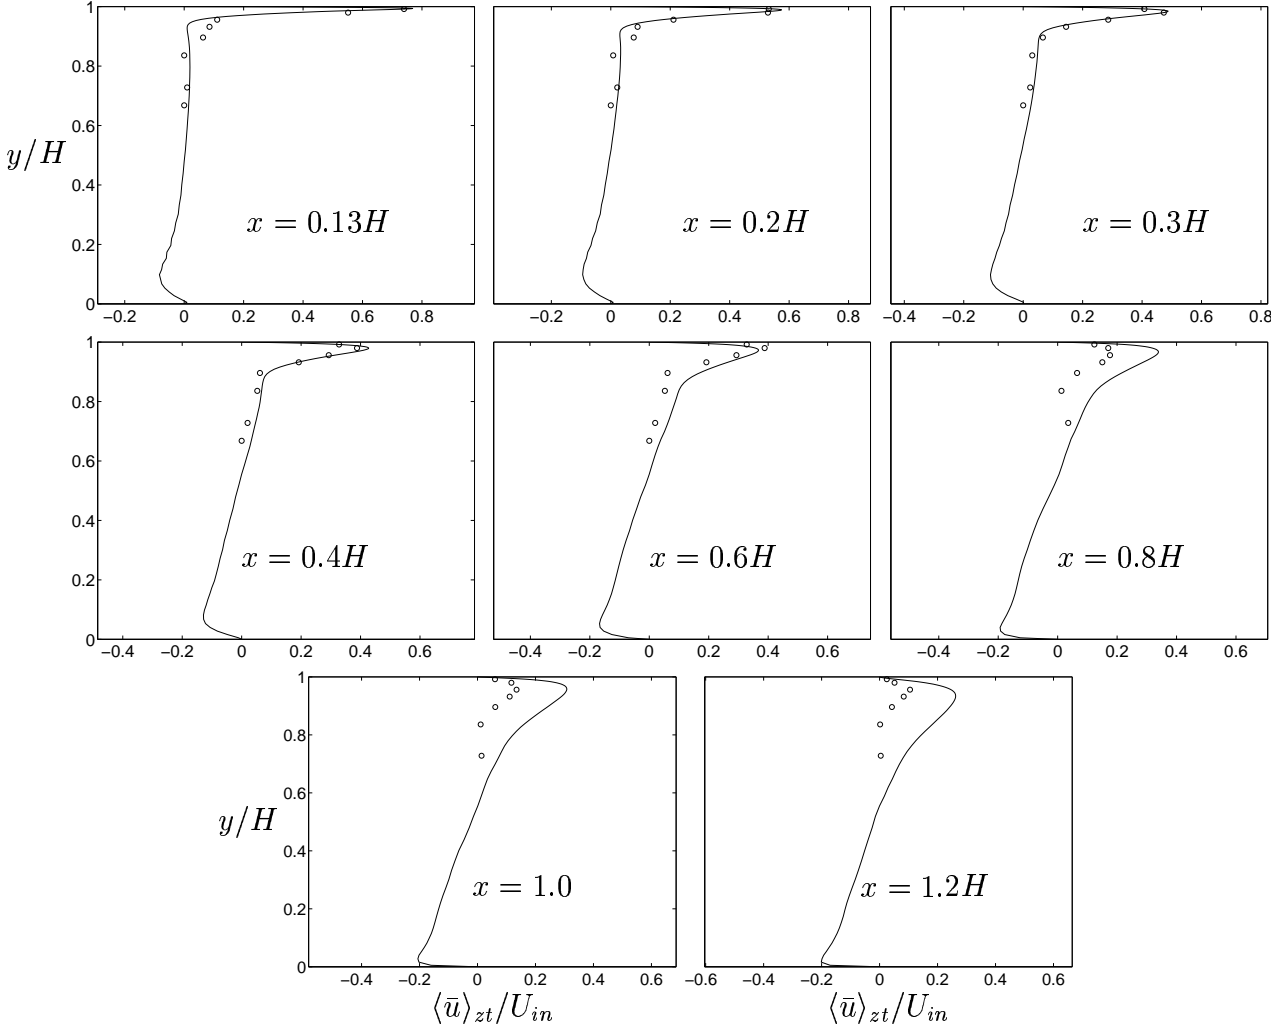 1
0.8
0.6
0.4
0.2
0
y/H
x = 0.13H
x = 0.2H
x = 0.3H
−0.2 0 0.2 0.4 0.6 0.8
−0.2 0 0.2 0.4 0.6 0.8
−0.4 −0.2 0 0.2 0.4 0.6 0.8
1
0.8
0.6
0.4
0.2
0
x = 0.4H
x = 0.6H
x = 0.8H
−0.4 −0.2 0 0.2 0.4 0.6
−0.4 −0.2 0 0.2 0.4 0.6
−0.4 −0.2 0 0.2 0.4 0.6
1
0.8
0.6
0.4
0.2
0
y/H
x = 1.0
x = 1.2H
−0.4 −0.2 0 0.2 0.4 0.6
−0.6 −0.4 −0.2 0 0.2 0.4 0.6
⟨ū⟩zt/Uin
⟨ū⟩zt/Uin